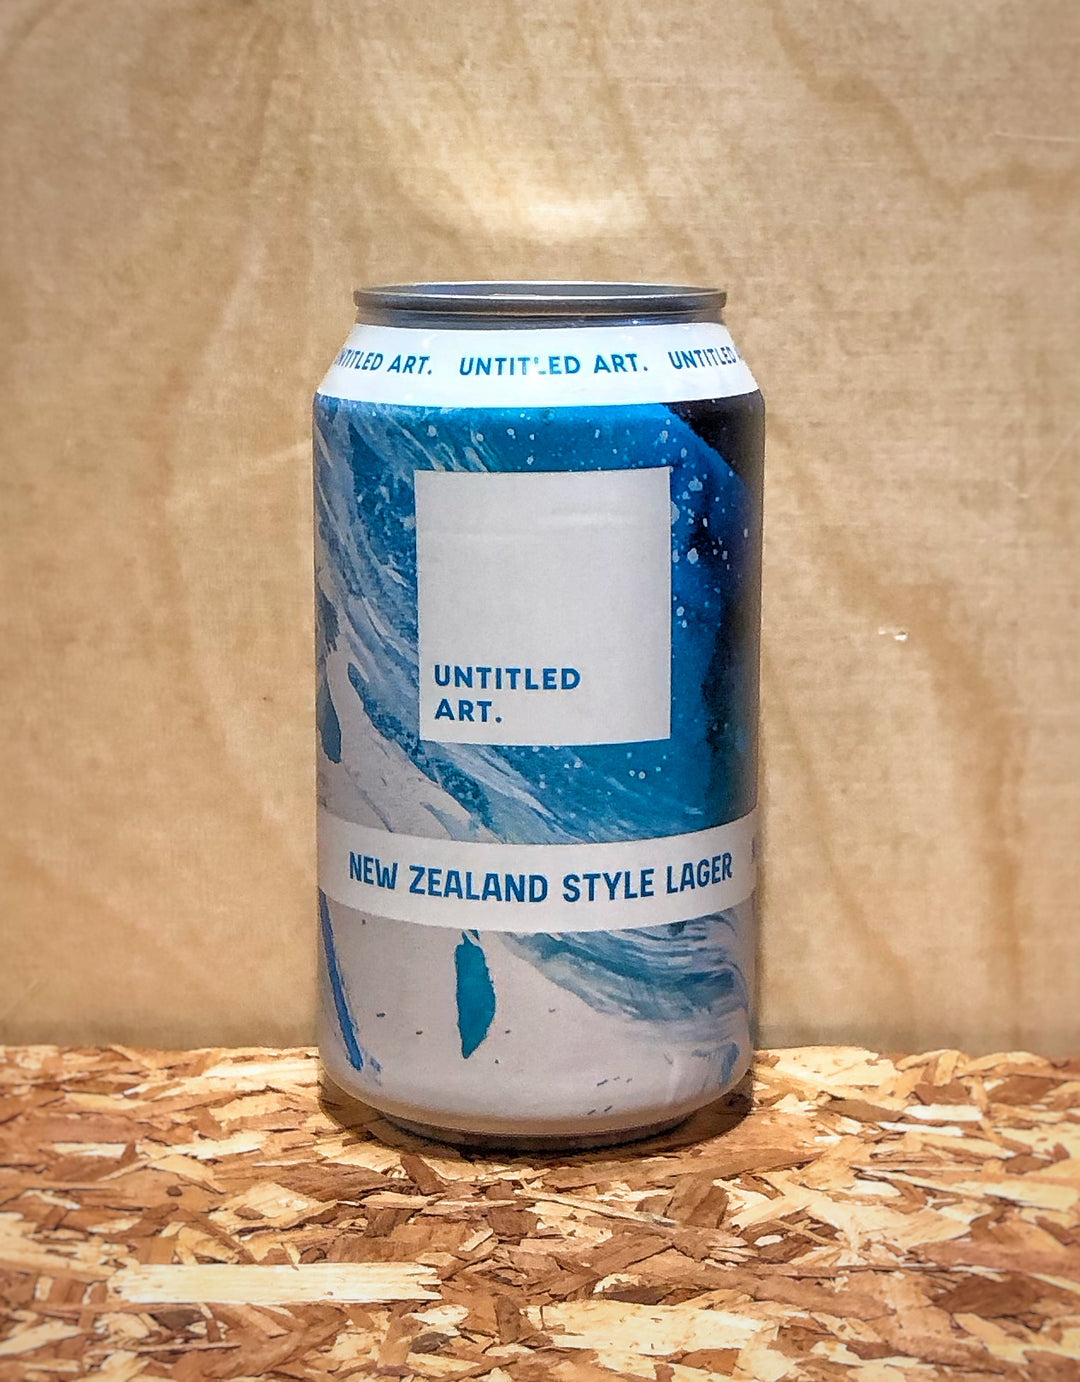 UNTITLED ART. UNTITLED ART. UNTITLED
UNTITLED
ART.
NEW ZEALAND STYLE LAGER